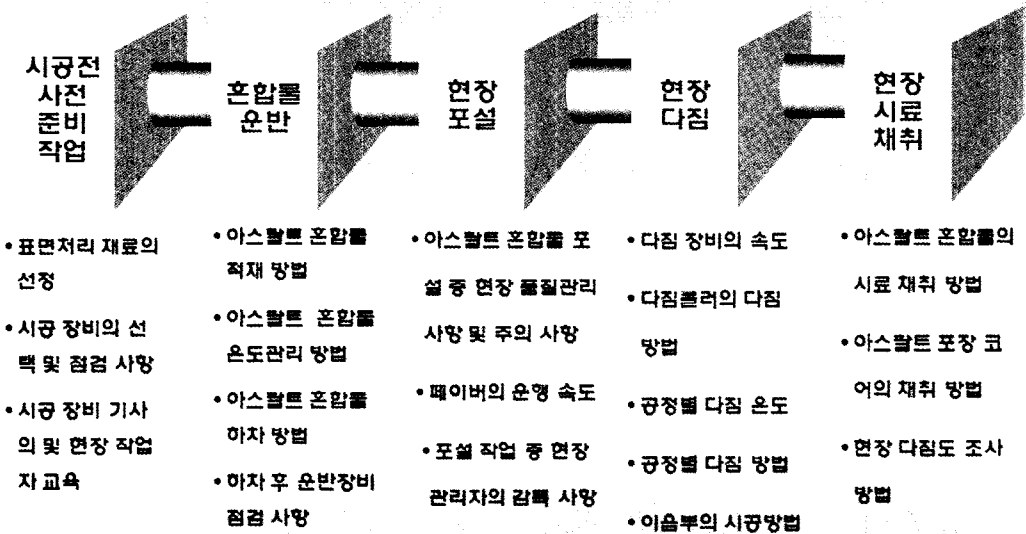 시공전
사전
준비
작업
혼합물
운반
현장
포설
현장
다짐
현장
시료
채취
• 표면처리 재료의
선정
• 시공 장비의 선
택 및 점검 사항
• 시공 장비 기사
의 및 현장 작업
자 교육
• 아스팔트 혼합물
적재 방법
• 아스팔트 혼합물
온도관리 방법
• 아스팔트 혼합물
하차 방법
• 하차 후 운반장비
점검 사항
• 아스팔트 혼합물 포
설 중 현장 품질관리
사항 및 주의 사항
• 페이버의 운행 속도
• 포설 작업 중 현장
관리자의 감독 사항
• 다짐 장비의 속도
• 다짐롤러의 다짐
방법
• 공정별 다짐 온도
• 공정별 다짐 방법
• 이음부의 시공방법
• 아스팔트 혼합물의
시료 채취 방법
• 아스팔트 포장 코
어의 채취 방법
• 현장 다짐도 조사
방법